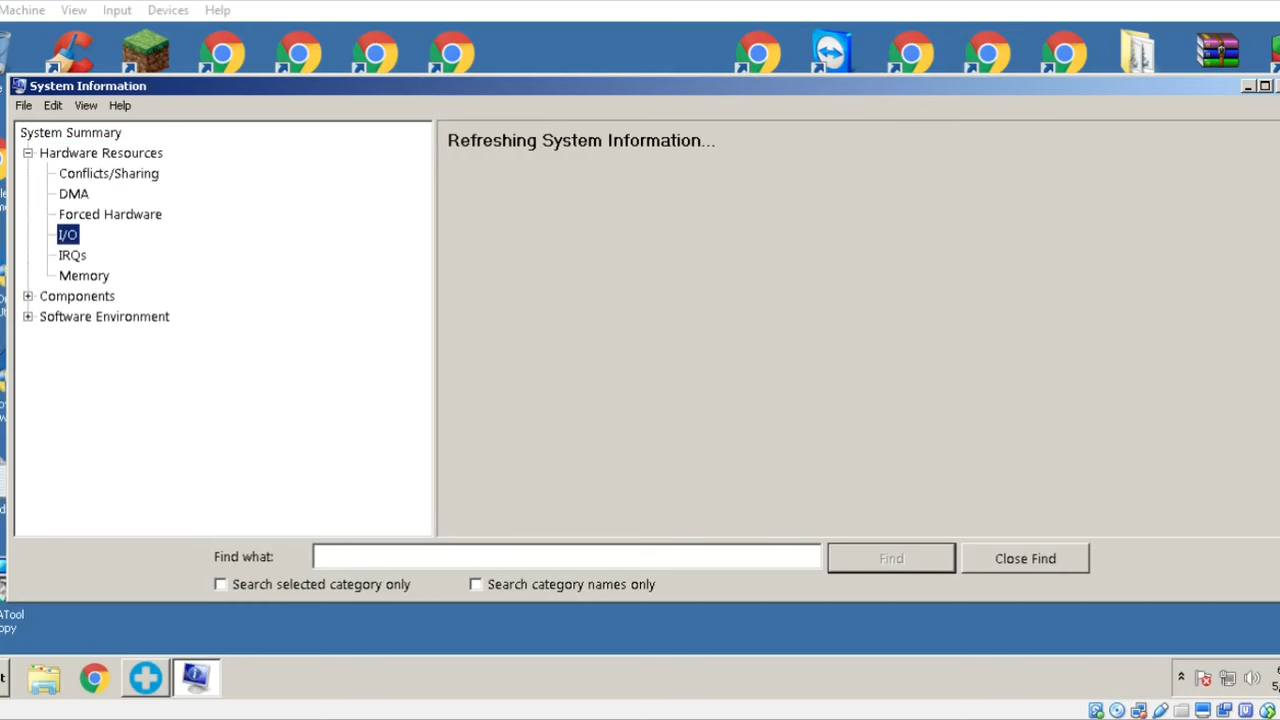 Machine View Input Devices Help
System Information
File Edit View Help
System Summary
Hardware Resources
Conflicts/Sharing
DMA
Forced Hardware
I/O
IRQs
Memory
Components
Software Environment
Refreshing System Information...
Find what:
Find
Close Find
Search selected category only
Search category names only
ATool
opy